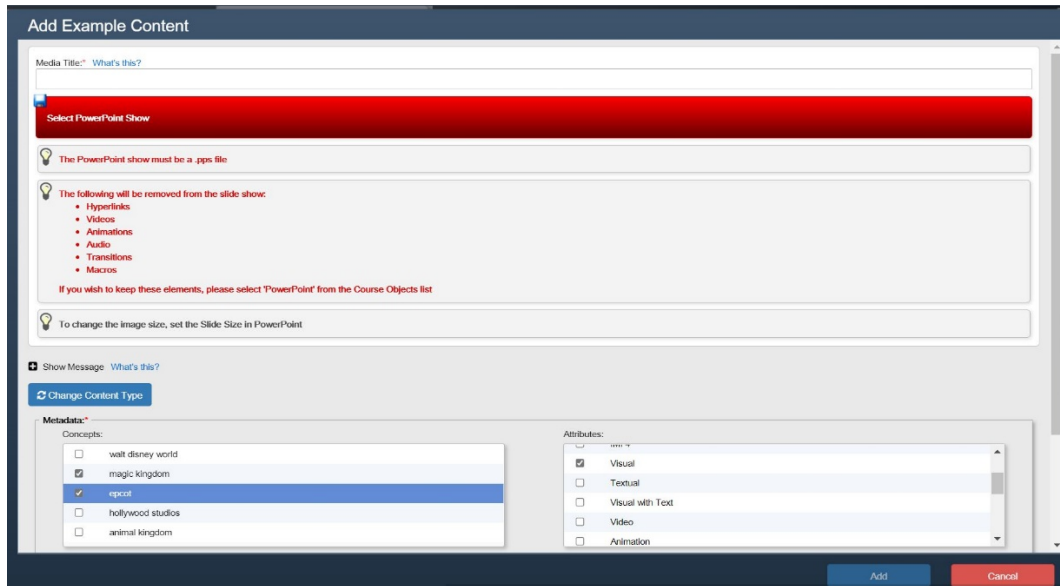 Add Example Content
Media Title:* What's this?
Select PowerPoint Show
The PowerPoint show must be a .pps file
The following will be removed from the slide show:
• Hyperlinks
• Videos
• Animations
• Audio
• Transitions
• Macros
If you wish to keep these elements, please select 'PowerPoint' from the Course Objects list
To change the image size, set the Slide Size in PowerPoint
Show Message What's this?
Change Content Type
Metadata:*
Concepts:
walt disney world
magic kingdom
epcot
hollywood studios
animal kingdom
Attributes:
Visual
Textual
Visual with Text
Video
Animation
Add
Cancel